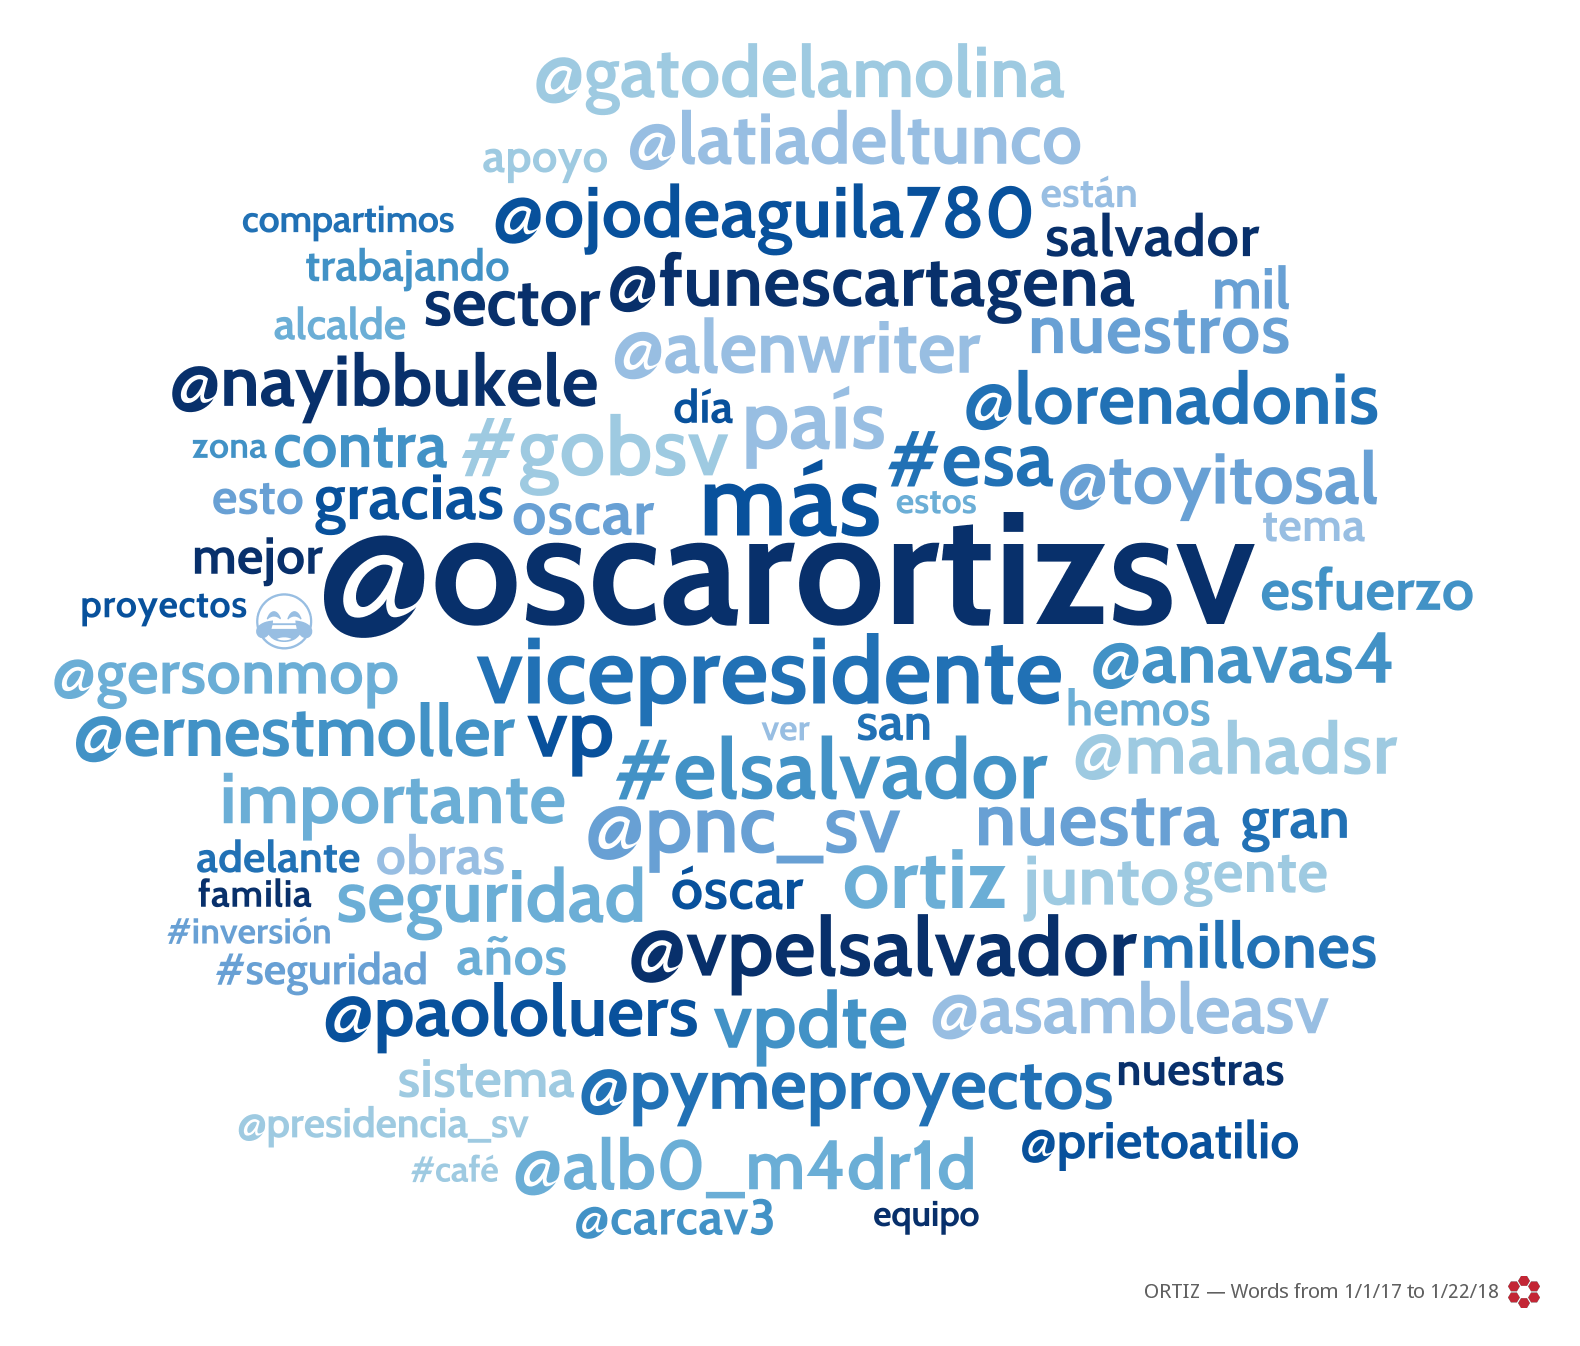 @gatodelamolina
@latiadeltunco
apoyo
están
@ojodeaguila780
compartimos
salvador
trabajando
@funescartagena
mil
sector
alcalde
nuestros
@alenwriter
@nayibbukele
día
@lorenadonis
país
zona
contra
#gobsv
#esa
@toyitosal
esto
gracias
oscar
más
estos
tema
mejor
@oscarortizsv
esfuerzo
proyectos
@gersonmop
vicepresidente
@anavas4
hemos
@ernestmoller
vp
ver
san
@mahadsr
#elsalvador
importante
@pnc_sv
nuestra
gran
adelante
obras
familia
seguridad
óscar
ortiz
junto
gente
#inversión
@vpelsalvador
millones
#seguridad
años
@paololuers
vpdte
@asambleasv
sistema
@pymeproyectos
nuestras
@presidencia_sv
@prietoatilio
#café
@alb0_m4dr1d
@carcav3
equipo
ORTIZ — Words from 1/1/17 to 1/22/18